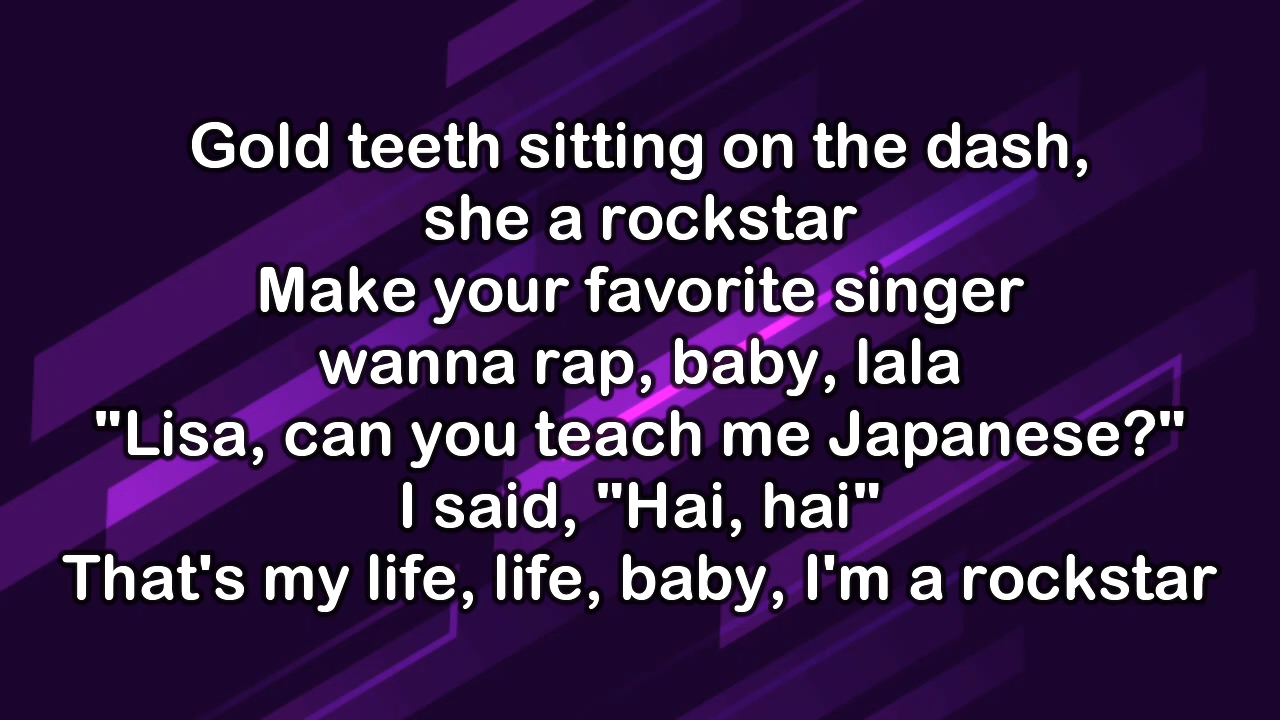 Gold teeth sitting on the dash,
she a rockstar
Make your favorite singer
wanna rap, baby, lala
"Lisa, can you teach me Japanese?"
I said, "Hai, hai"
That's my life, life, baby, I'm a rockstar